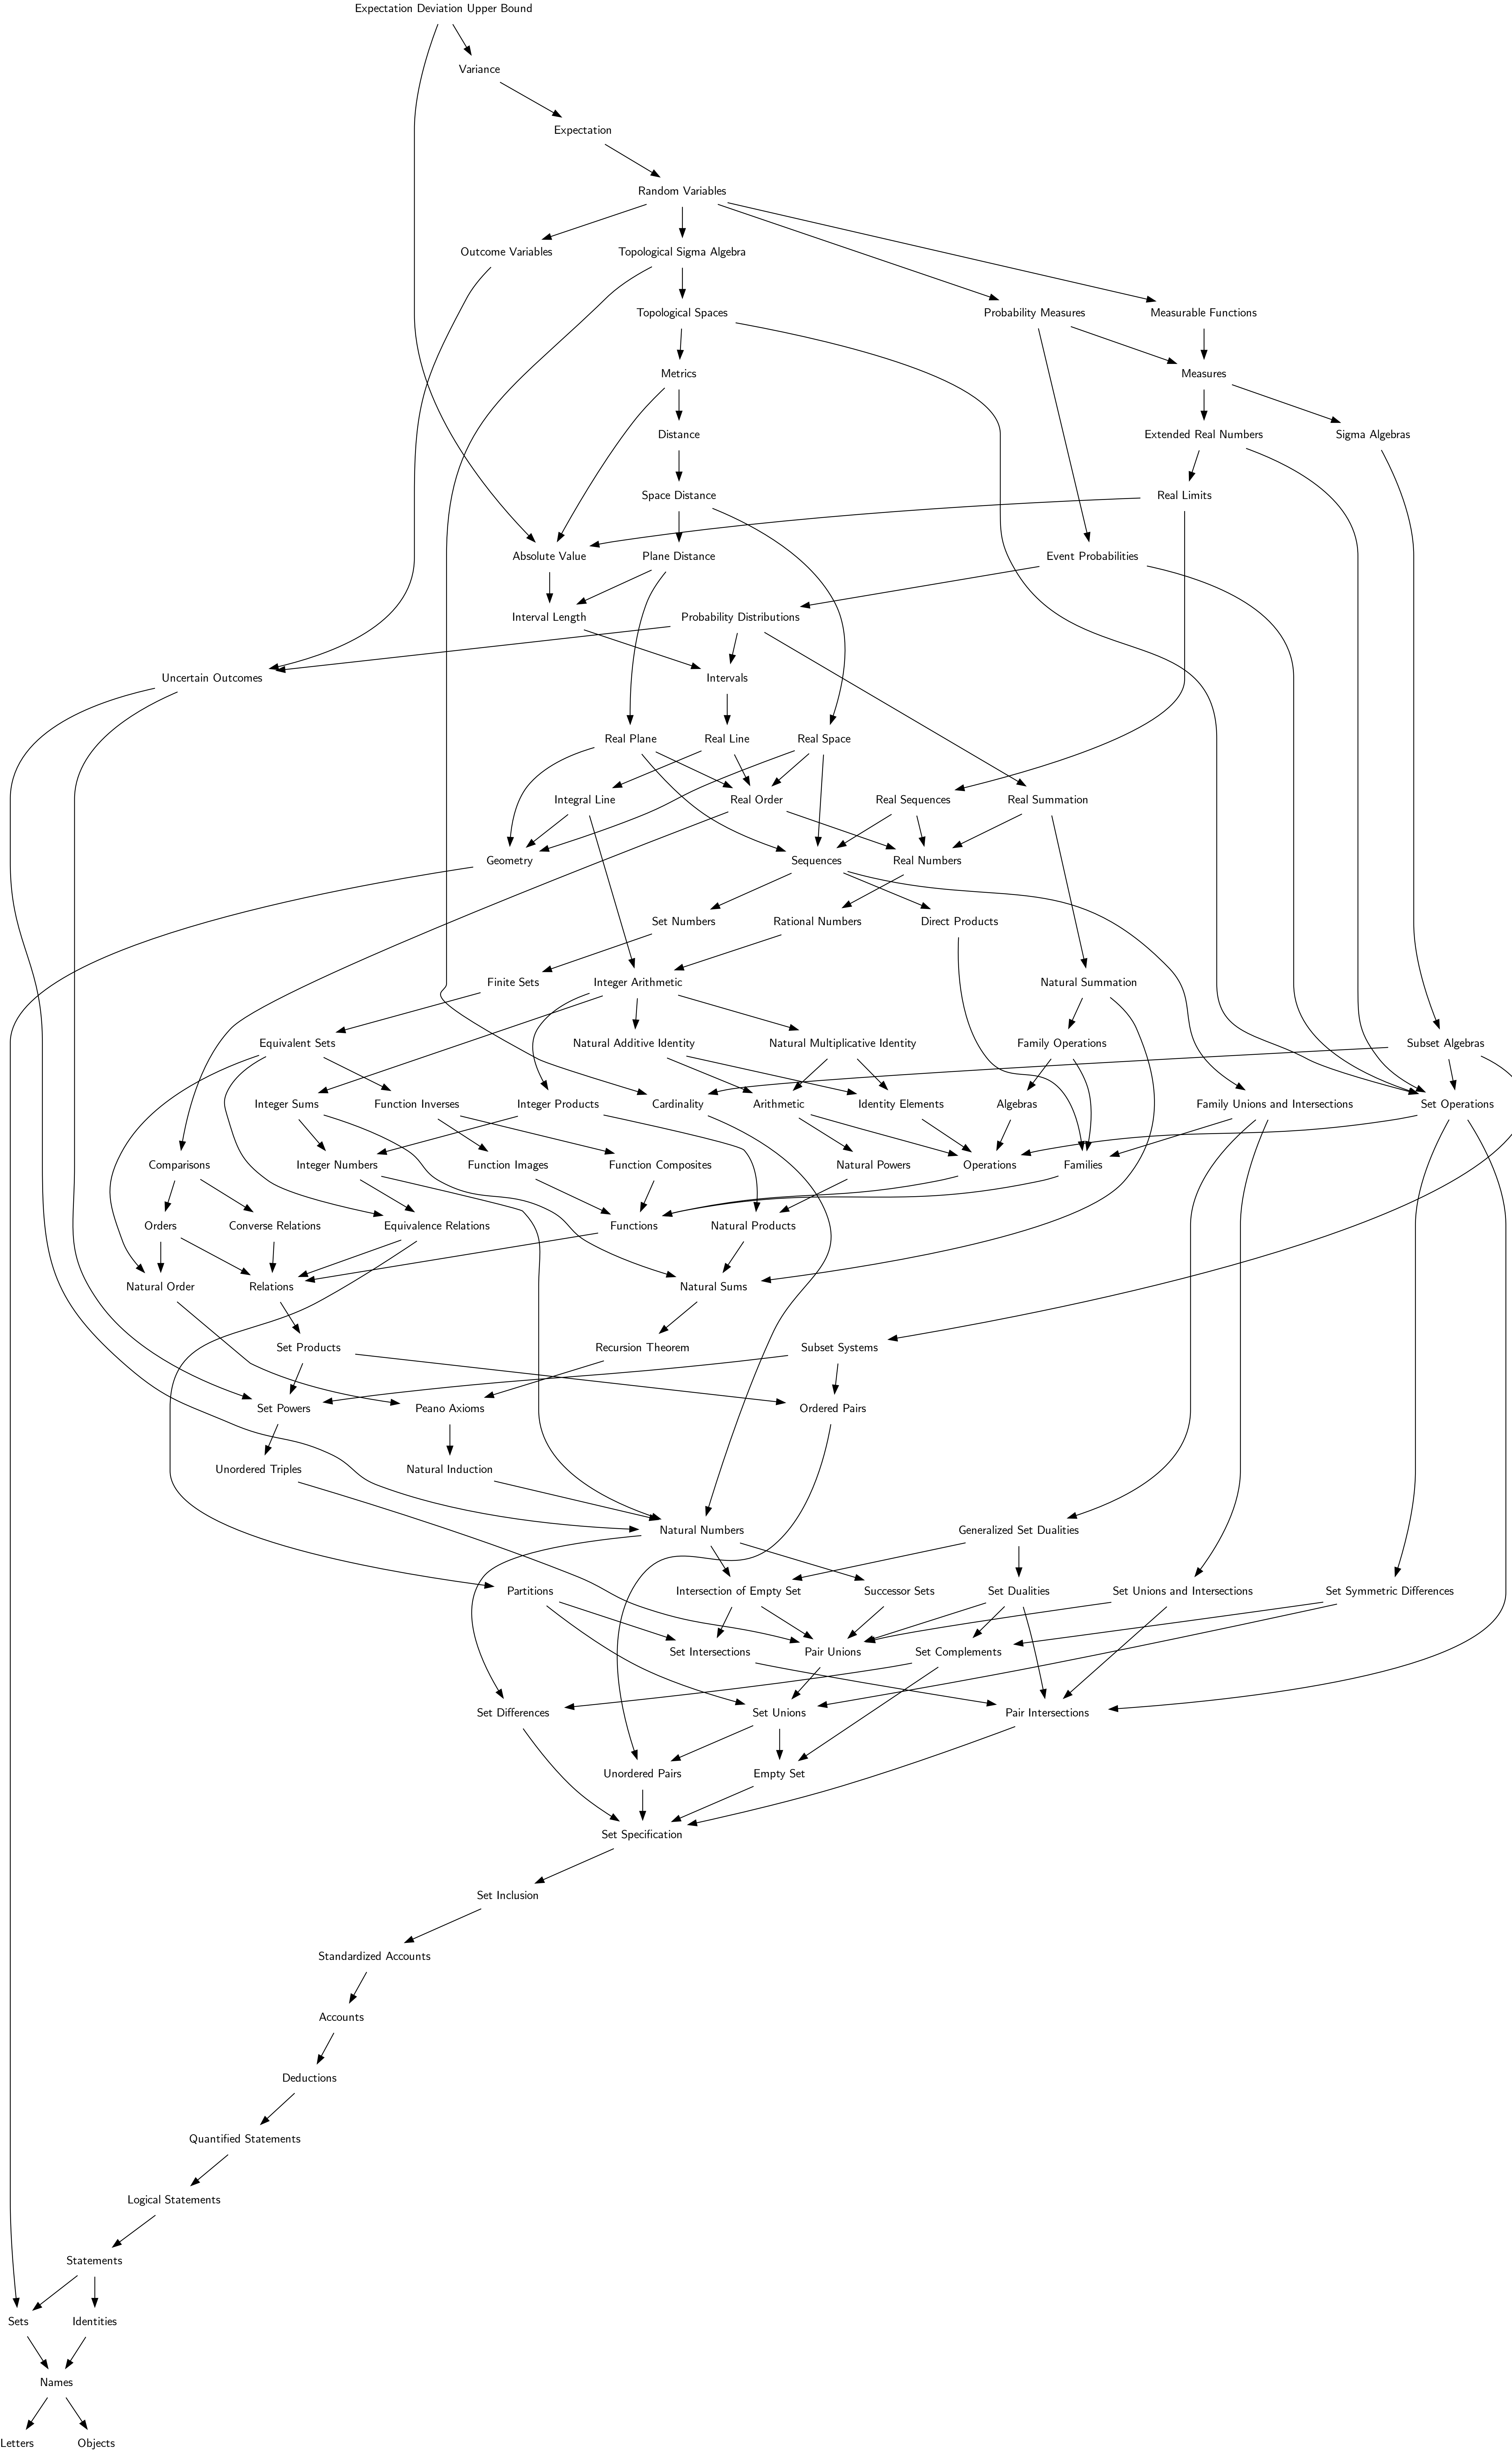 Expectation Deviation Upper Bound
Variance
Expectation
Random Variables
Outcome Variables
Topological Sigma Algebra
Topological Spaces
Probability Measures
Measurable Functions
Metrics
Measures
Distance
Extended Real Numbers
Sigma Algebras
Space Distance
Real Limits
Absolute Value
Plane Distance
Event Probabilities
Interval Length
Probability Distributions
Uncertain Outcomes
Intervals
Real Plane
Real Line
Real Space
Integral Line
Real Order
Real Sequences
Real Summation
Geometry
Sequences
Real Numbers
Set Numbers
Rational Numbers
Direct Products
Finite Sets
Integer Arithmetic
Natural Summation
Equivalent Sets
Natural Additive Identity
Natural Multiplicative Identity
Family Operations
Subset Algebras
Integer Sums
Function Inverses
Integer Products
Cardinality
Arithmetic
Identity Elements
Algebras
Family Unions and Intersections
Set Operations
Comparisons
Integer Numbers
Function Images
Function Composites
Natural Powers
Operations
Families
Orders
Converse Relations
Equivalence Relations
Functions
Natural Products
Natural Order
Relations
Natural Sums
Set Products
Recursion Theorem
Subset Systems
Set Powers
Peano Axioms
Ordered Pairs
Unordered Triples
Natural Induction
Natural Numbers
Generalized Set Dualities
Partitions
Intersection of Empty Set
Successor Sets
Set Dualities
Set Unions and Intersections
Set Symmetric Differences
Set Intersections
Pair Unions
Set Complements
Set Differences
Set Unions
Pair Intersections
Unordered Pairs
Empty Set
Set Specification
Set Inclusion
Standardized Accounts
Accounts
Deductions
Quantified Statements
Logical Statements
Statements
Sets
Identities
Names
Letters
Objects